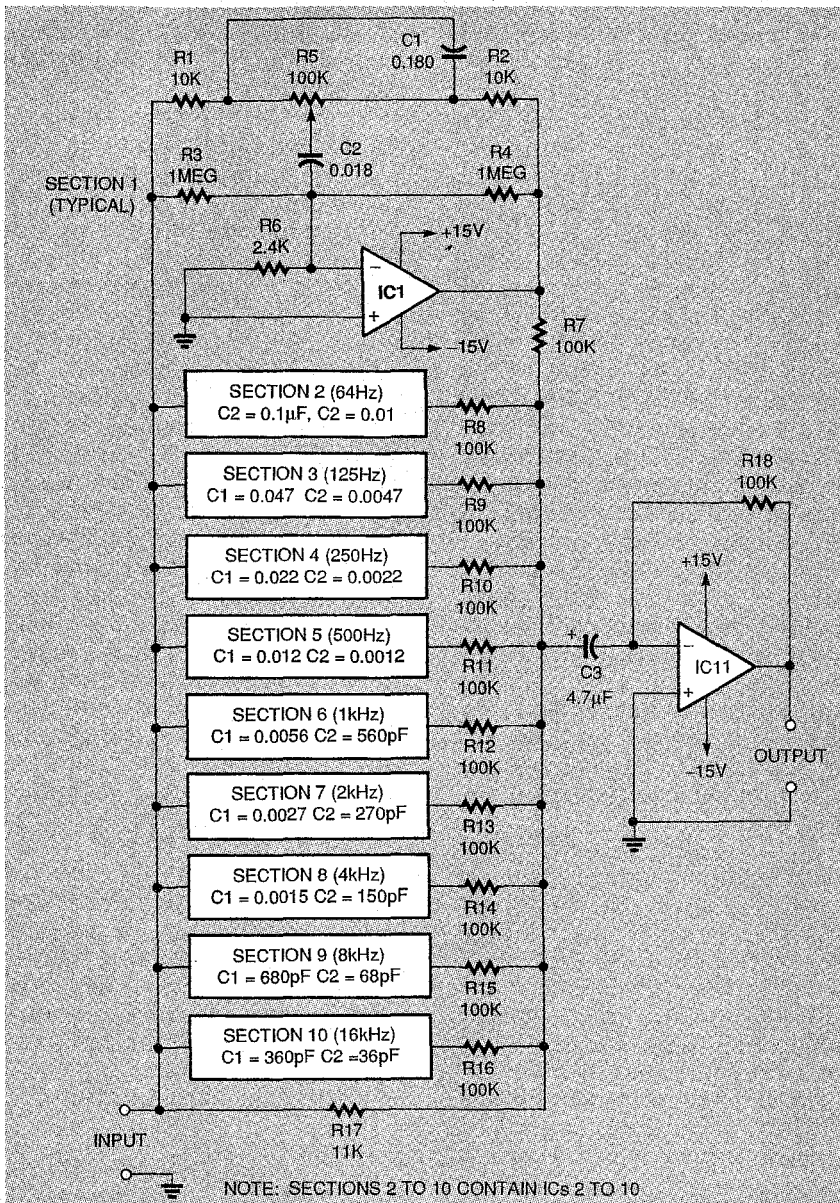 R1
10K
R5
100K
C1
0.180
R2
10K
R3
1MEG
C2
0.018
R4
1MEG
SECTION 1
(TYPICAL)
R6
2.4K
+15V
−
IC1
+
−15V
R7
100K
SECTION 2 (64Hz)
C2 = 0.1µF, C2 = 0.01
R8
100K
SECTION 3 (125Hz)
C1 = 0.047 C2 = 0.0047
R9
100K
SECTION 4 (250Hz)
C1 = 0.022 C2 = 0.0022
R10
100K
SECTION 5 (500Hz)
C1 = 0.012 C2 = 0.0012
R11
100K
SECTION 6 (1kHz)
C1 = 0.0056 C2 = 560pF
R12
100K
SECTION 7 (2kHz)
C1 = 0.0027 C2 = 270pF
R13
100K
SECTION 8 (4kHz)
C1 = 0.0015 C2 = 150pF
R14
100K
SECTION 9 (8kHz)
C1 = 680pF C2 = 68pF
R15
100K
SECTION 10 (16kHz)
C1 = 360pF C2 =36pF
R16
100K
R18
100K
+15V
+
C3
4.7µF
−
IC11
+
−15V
OUTPUT
INPUT
R17
11K
NOTE: SECTIONS 2 TO 10 CONTAIN ICs 2 TO 10